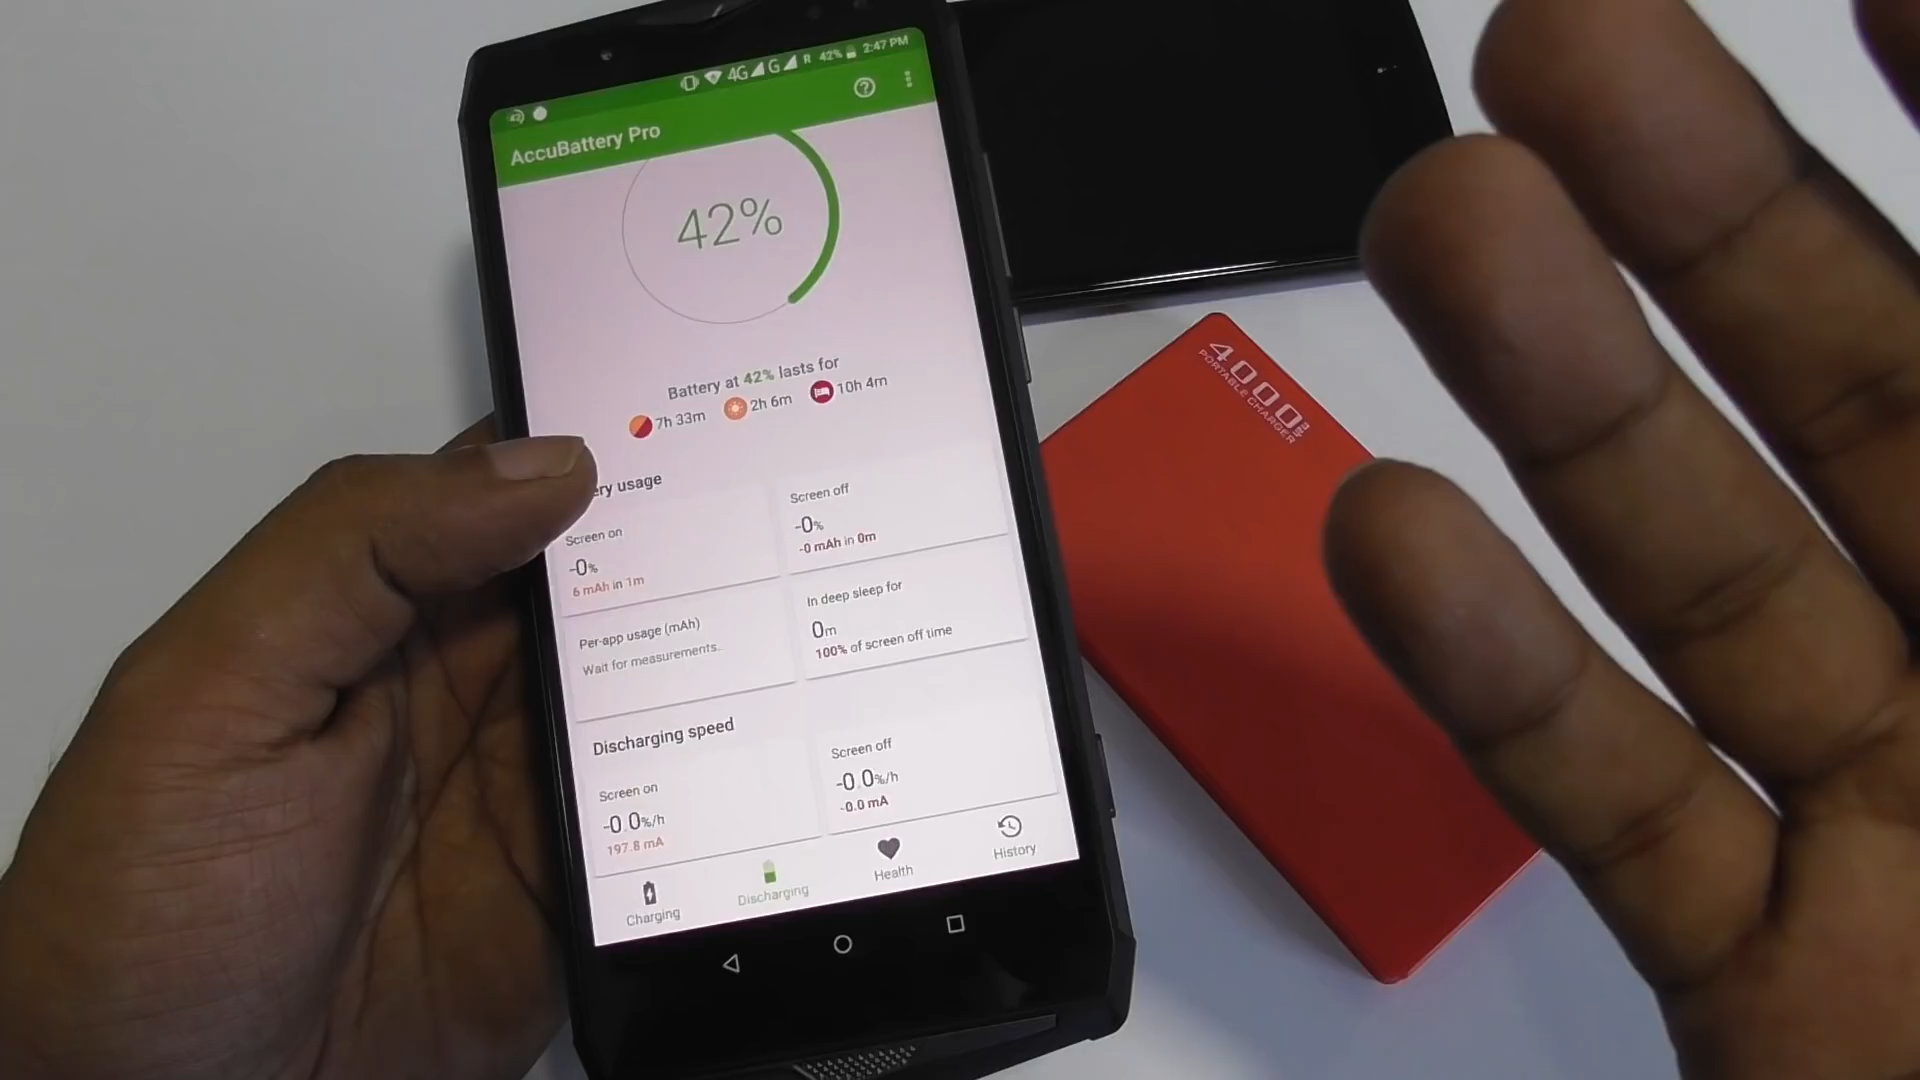 4G G R 42% 2:47 PM
AccuBattery Pro
42%
Battery at 42% lasts for
7h 33m 2h 6m 10h 4m
ery usage
Screen on
-0%
6 mAh in 1m
Screen off
-0%
-0 mAh in 0m
Per-app usage (mAh)
Wait for measurements..
In deep sleep for
0m
100% of screen off time
Discharging speed
Screen on
-0.0%/h
197.8 mA
Screen off
-0.0%/h
-0.0 mA
Charging
Discharging
Health
History
4000
PORTABLE CHARGER